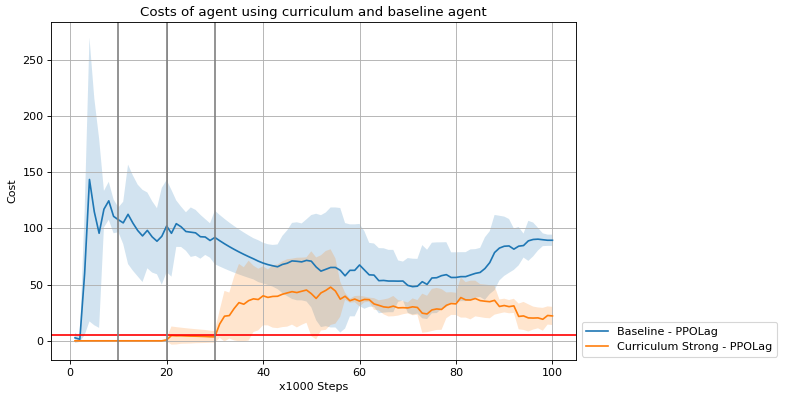 Costs of agent using curriculum and baseline agent
Cost
250
200
150
100
50
0
0 20 40 60 80 100
x1000 Steps
Baseline - PPOLag
Curriculum Strong - PPOLag